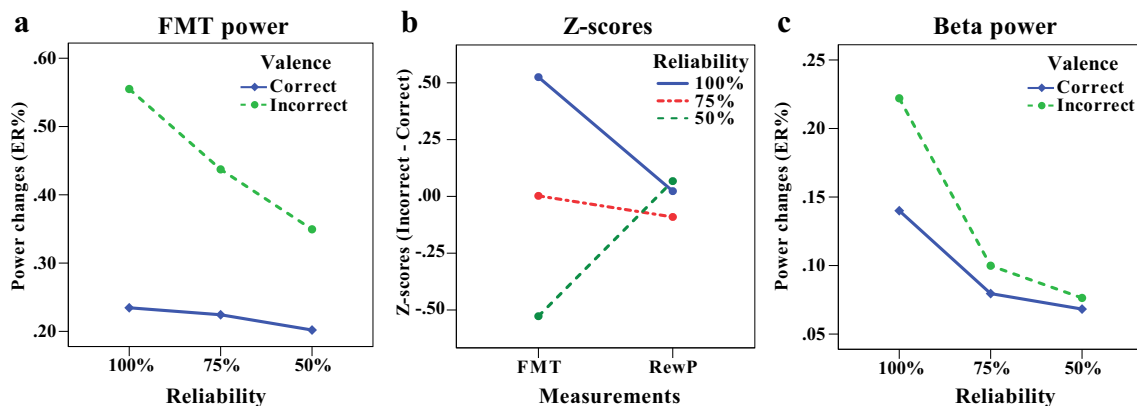 a
FMT power
Power changes (ER%)
.60
.50
.40
.30
.20
Valence
Correct
Incorrect
100%
75%
50%
Reliability
b
Z-scores
Z-scores (Incorrect - Correct)
.50
.25
.00
-.25
-.50
Reliability
100%
75%
50%
FMT
RewP
Measurements
c
Beta power
Power changes (ER%)
.25
.20
.15
.10
.05
Valence
Correct
Incorrect
100%
75%
50%
Reliability